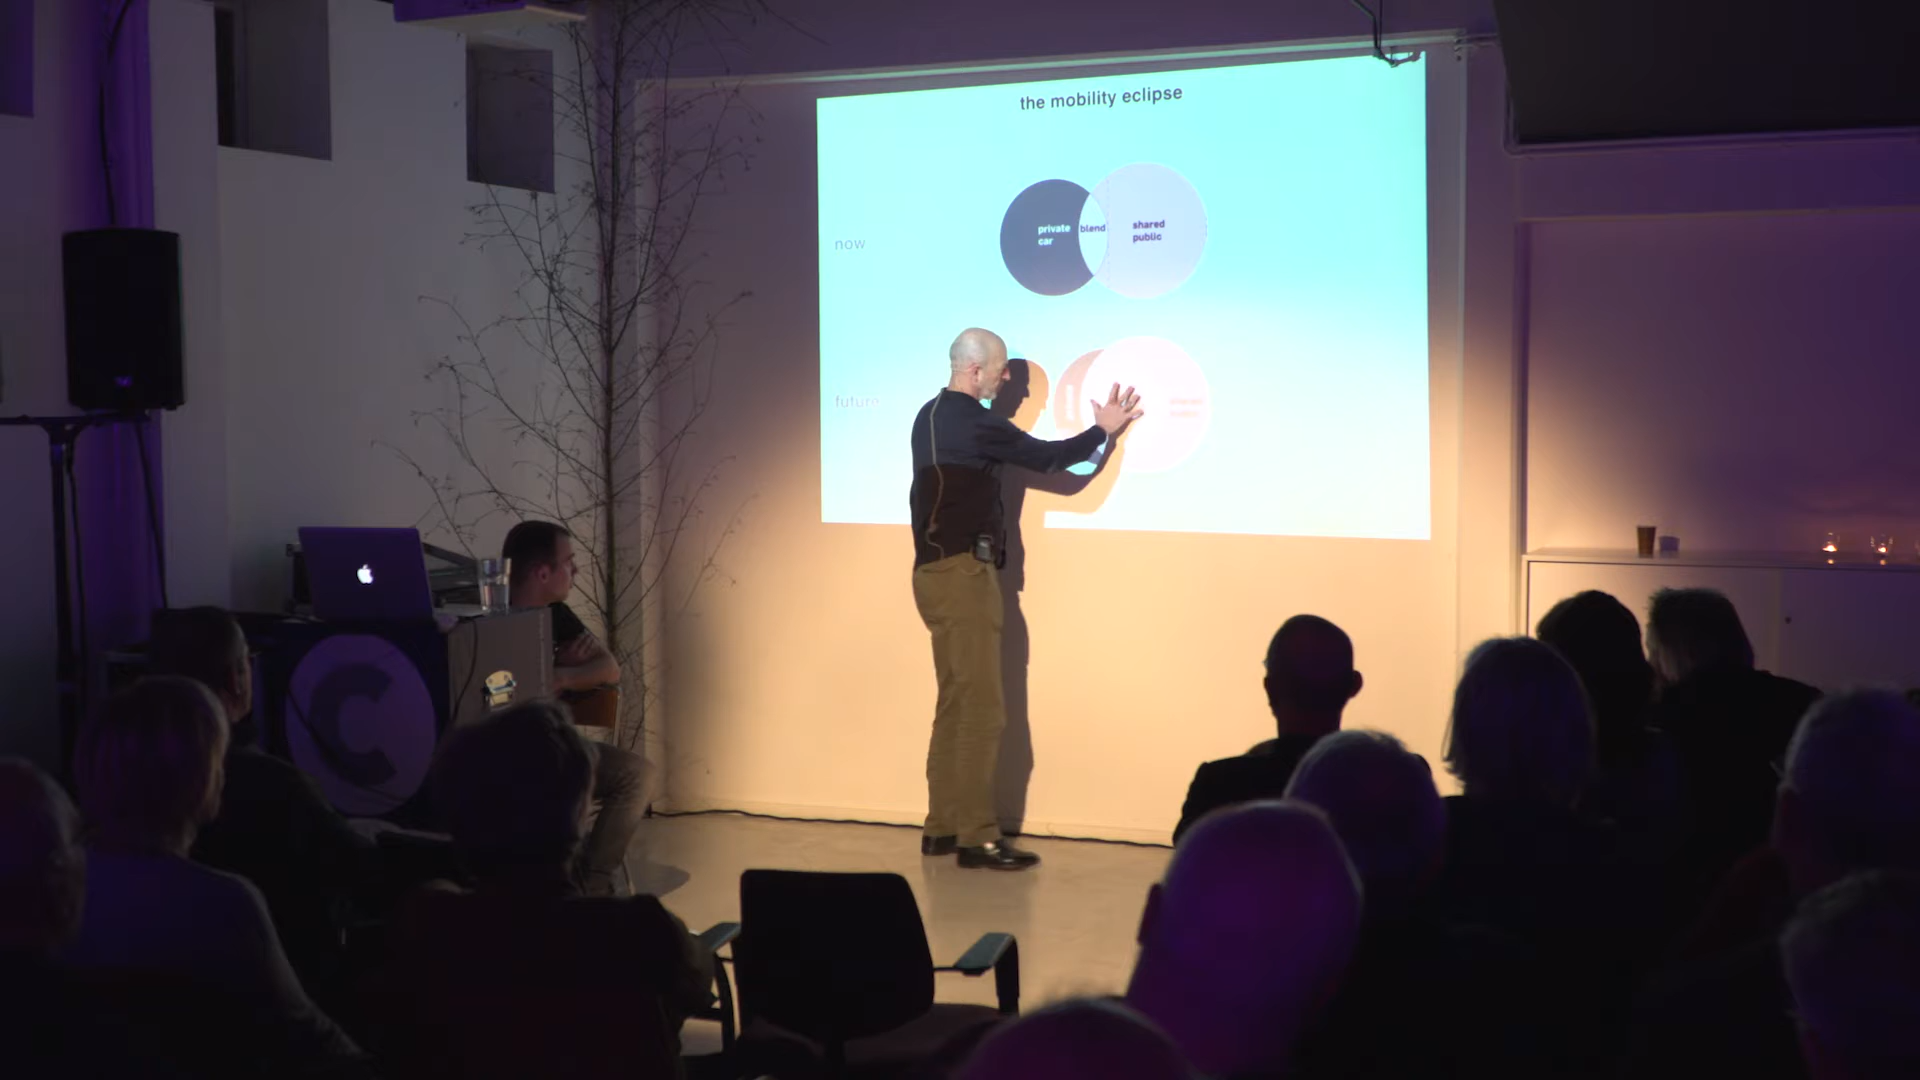 the mobility eclipse
now
private
car
blend
shared
public
future
C